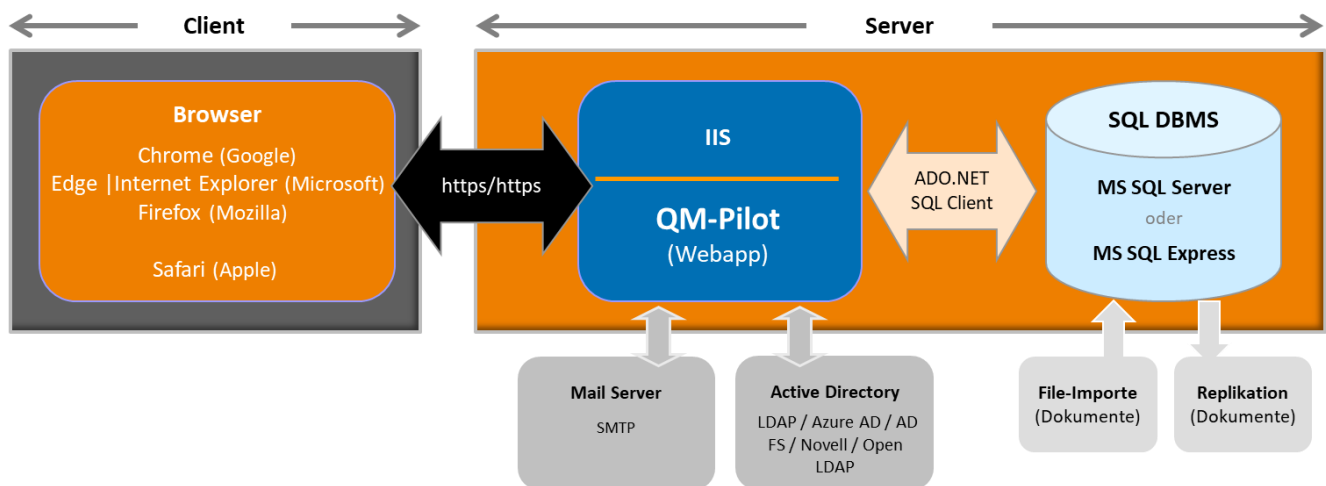 Client
Server
Browser
Chrome (Google)
Edge |Internet Explorer (Microsoft)
Firefox (Mozilla)
Safari (Apple)
https/https
IIS
QM-Pilot
(Webapp)
ADO.NET
SQL Client
SQL DBMS
MS SQL Server
oder
MS SQL Express
Mail Server
SMTP
Active Directory
LDAP / Azure AD / AD
FS / Novell / Open
LDAP
File-Importe
(Dokumente)
Replikation
(Dokumente)